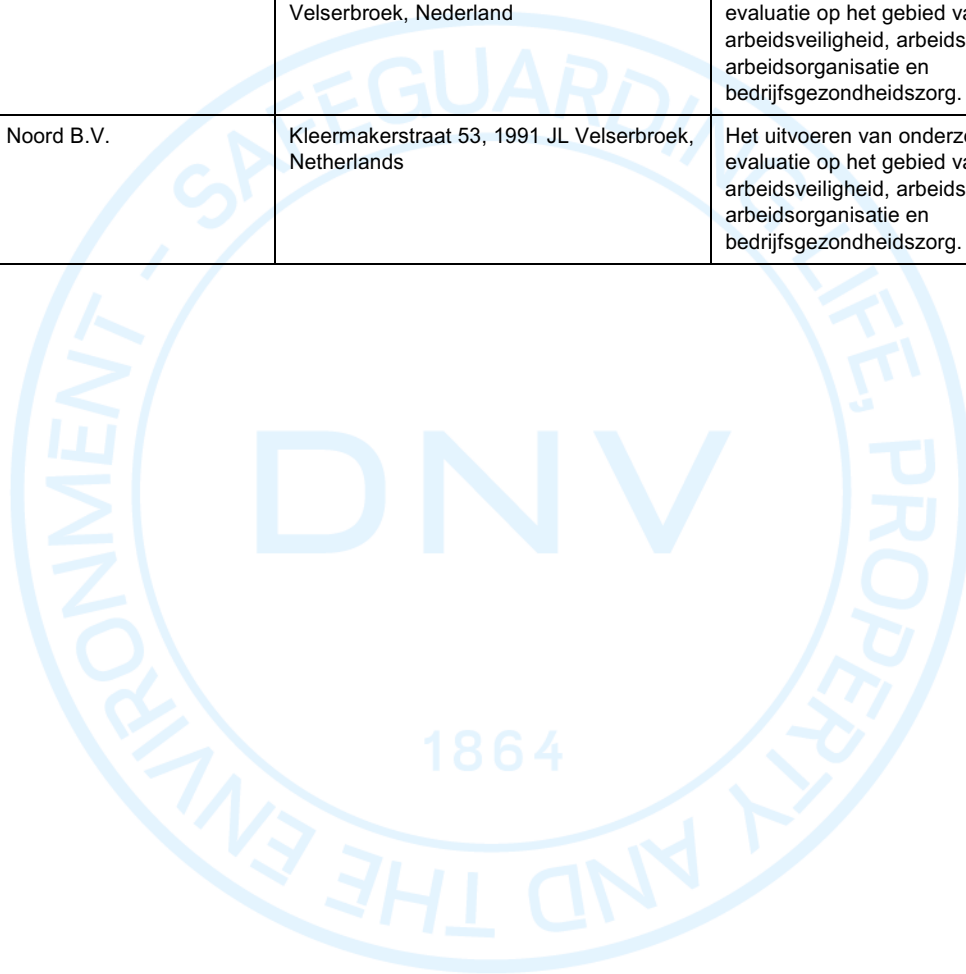 Velserbroek, Nederland
evaluatie op het gebied va
arbeidsveiligheid, arbeids
arbeidsorganisatie en
bedrijfsgezondheidszorg.
Noord B.V.
Kleermakerstraat 53, 1991 JL Velserbroek,
Netherlands
Het uitvoeren van onderzo
evaluatie op het gebied va
arbeidsveiligheid, arbeids
arbeidsorganisatie en
bedrijfsgezondheidszorg.
SAFEGUARDING LIFE, PROPERTY AND THE ENVIRONMENT -
DNV
1864